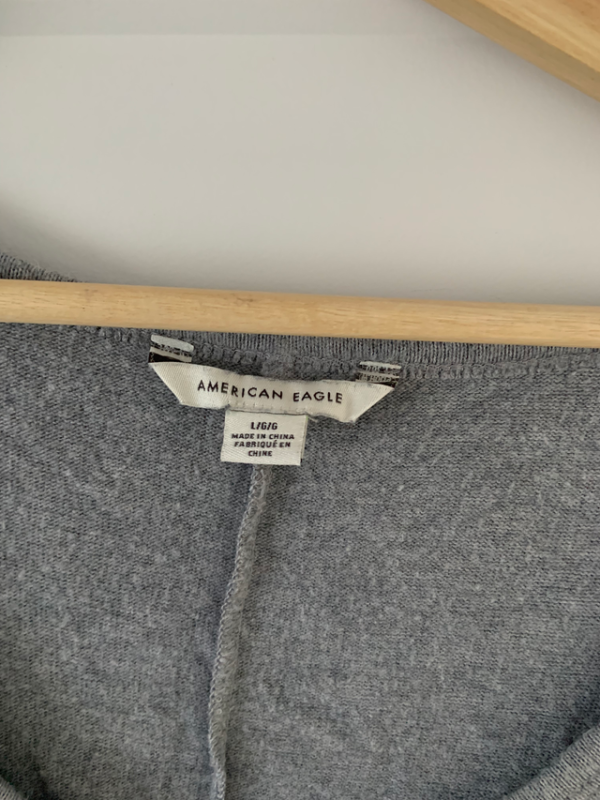 AMERICAN EAGLE
L/G/G
MADE IN CHINA
FABRIQUÉ EN
CHINE